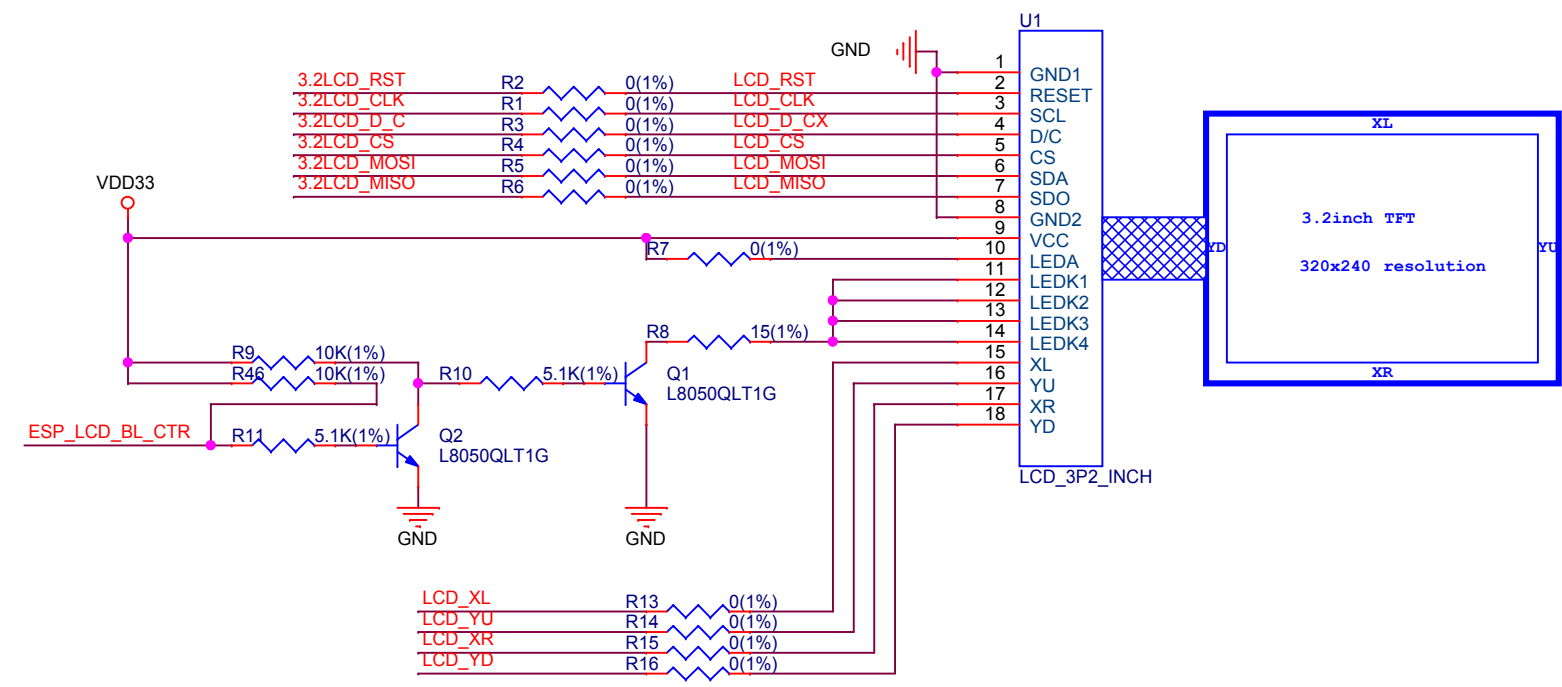 U1
GND
3.2LCD_RST R2 0(1%) LCD_RST
3.2LCD_CLK R1 0(1%) LCD_CLK
3.2LCD_D_C R3 0(1%) LCD_D_CX
3.2LCD_CS R4 0(1%) LCD_CS
3.2LCD_MOSI R5 0(1%) LCD_MOSI
3.2LCD_MISO R6 0(1%) LCD_MISO
1 GND1
2 RESET
3 SCL
4 D/C
5 CS
6 SDA
7 SDO
8 GND2
9 VCC
10 LEDA
11 LEDK1
12 LEDK2
13 LEDK3
14 LEDK4
15 XL
16 YU
17 XR
18 YD
LCD_3P2_INCH
XL
YD
3.2inch TFT
320x240 resolution
YU
XR
VDD33
R7 0(1%)
R8 15(1%)
R9 10K(1%)
R46 10K(1%)
R10 5.1K(1%)
Q1
L8050QLT1G
ESP_LCD_BL_CTR R11 5.1K(1%)
Q2
L8050QLT1G
GND
GND
LCD_XL R13 0(1%)
LCD_YU R14 0(1%)
LCD_XR R15 0(1%)
LCD_YD R16 0(1%)